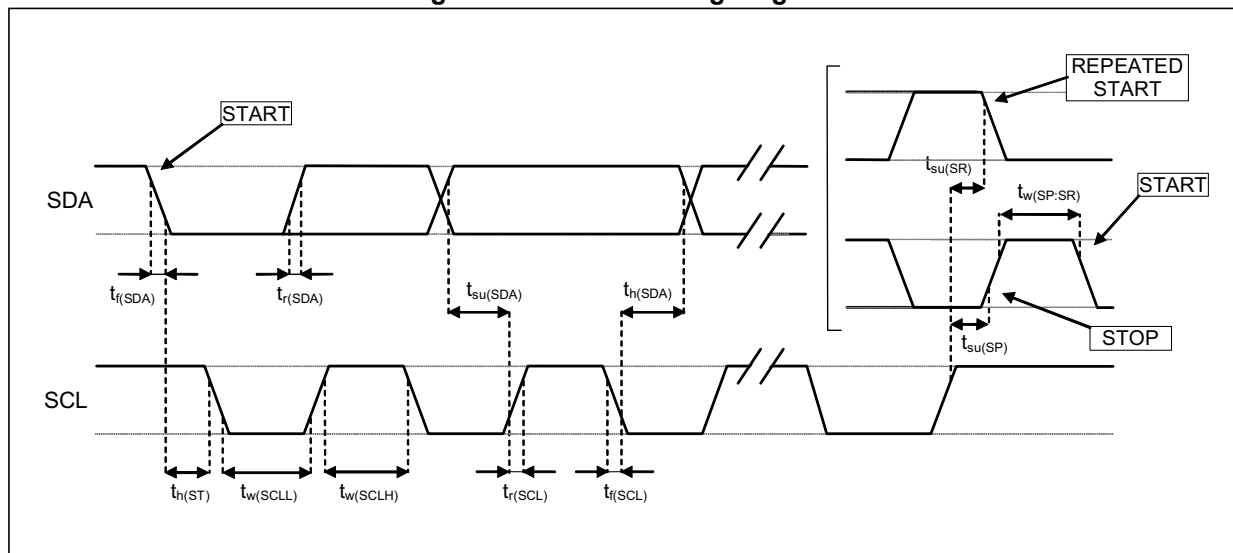 REPEATED
START
START
SDA
t_su(SR)
t_w(SP:SR)
START
t_f(SDA)
t_r(SDA)
t_su(SDA)
t_h(SDA)
t_su(SP)
STOP
SCL
t_h(ST)
t_w(SCLL)
t_w(SCLH)
t_r(SCL)
t_f(SCL)